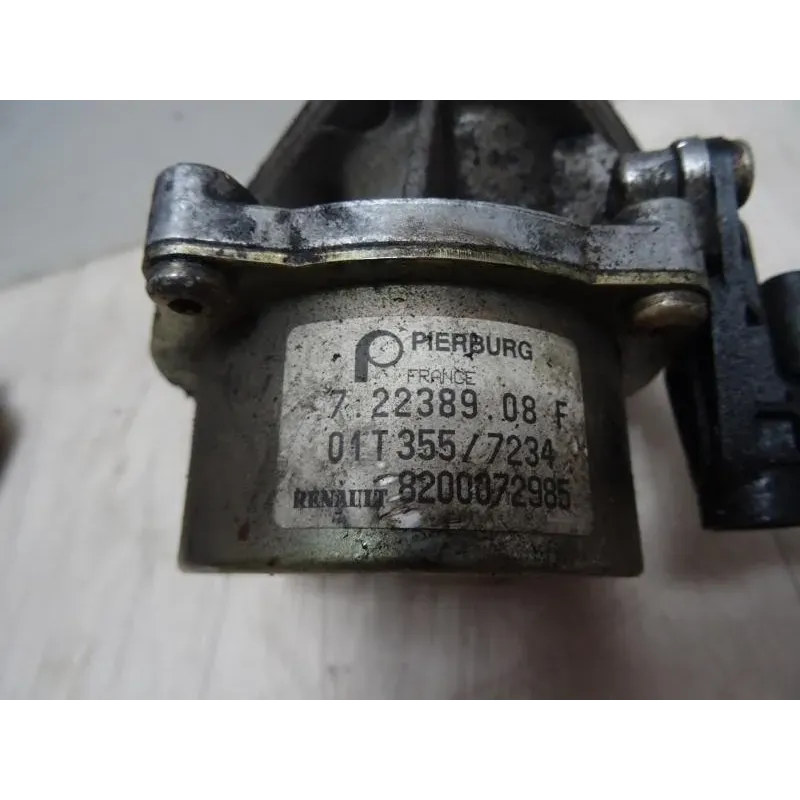 PIERBURG
FRANCE
7.22389.08 F
01T355/7234
RENAULT 8200072985